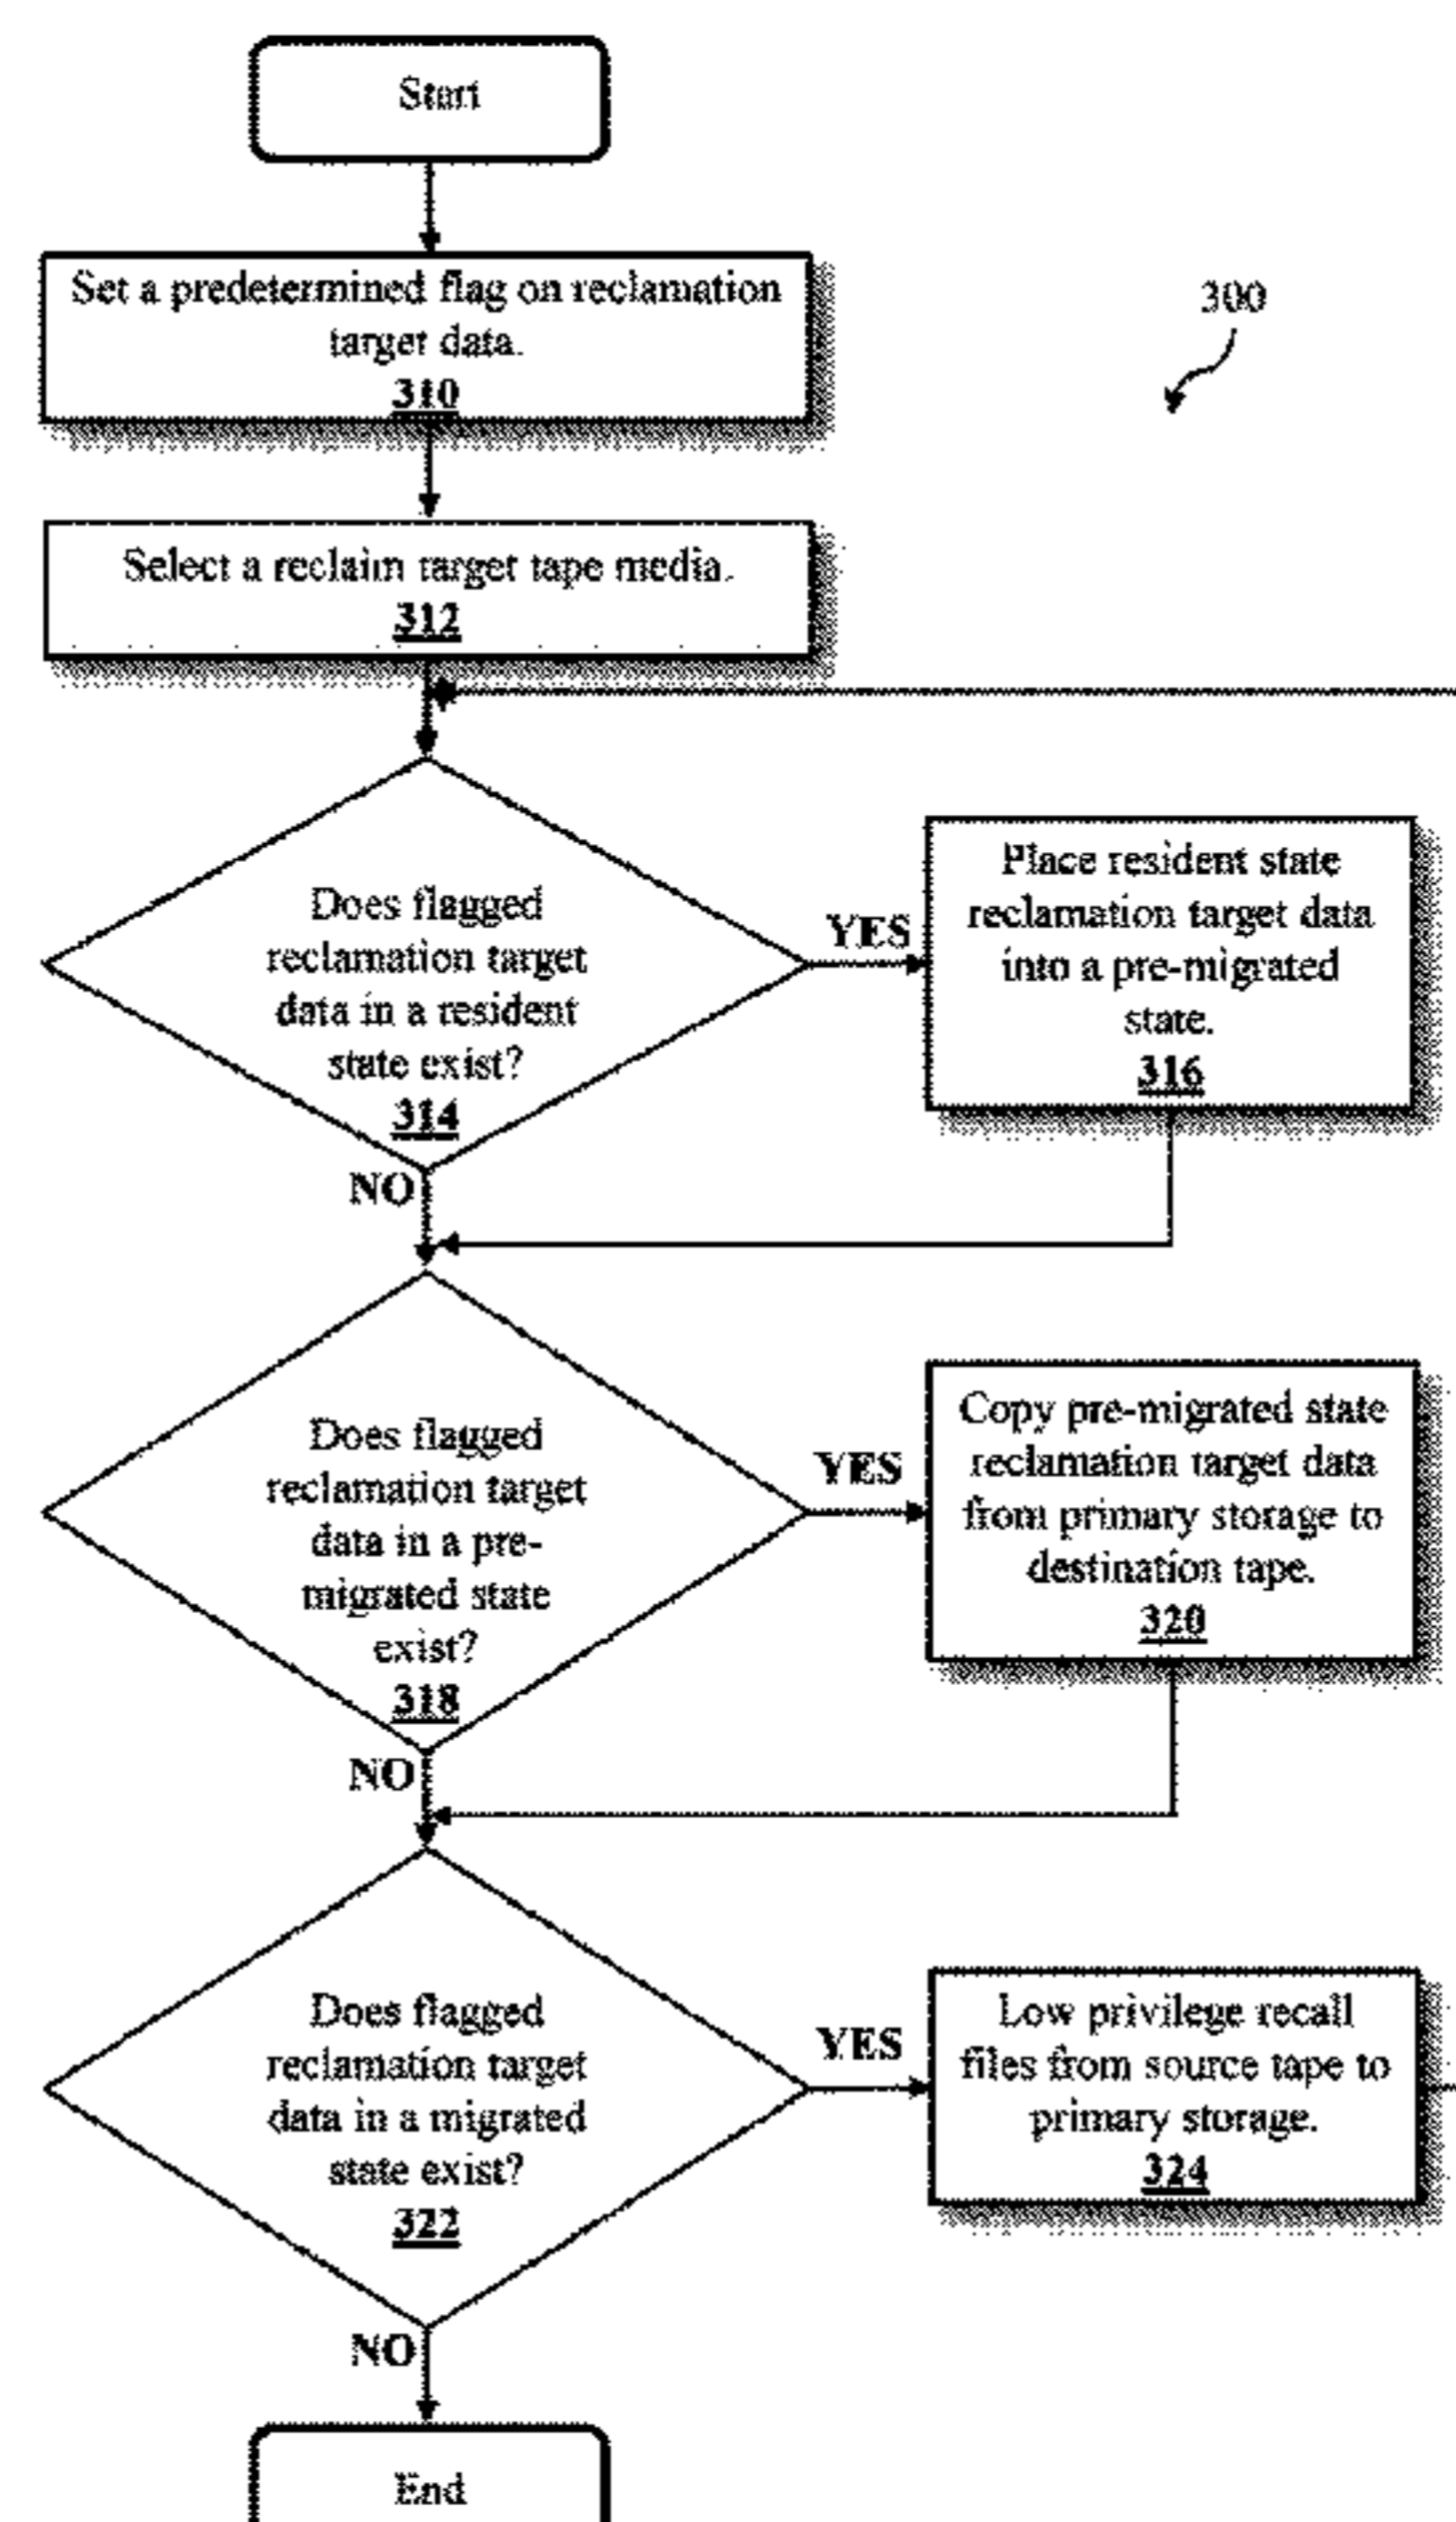 Start
Set a predetermined flag on reclamation
target data.
310
300
Select a reclaim target tape media.
312
Does flagged
reclamation target
data in a resident
state exist?
314
YES
Place resident state
reclamation target data
into a pre-migrated
state.
316
NO
Does flagged
reclamation target
data in a pre-
migrated state
exist?
318
YES
Copy pre-migrated state
reclamation target data
from primary storage to
destination tape.
320
NO
Does flagged
reclamation target
data in a migrated
state exist?
322
YES
Low privilege recall
files from source tape to
primary storage.
324
NO
End